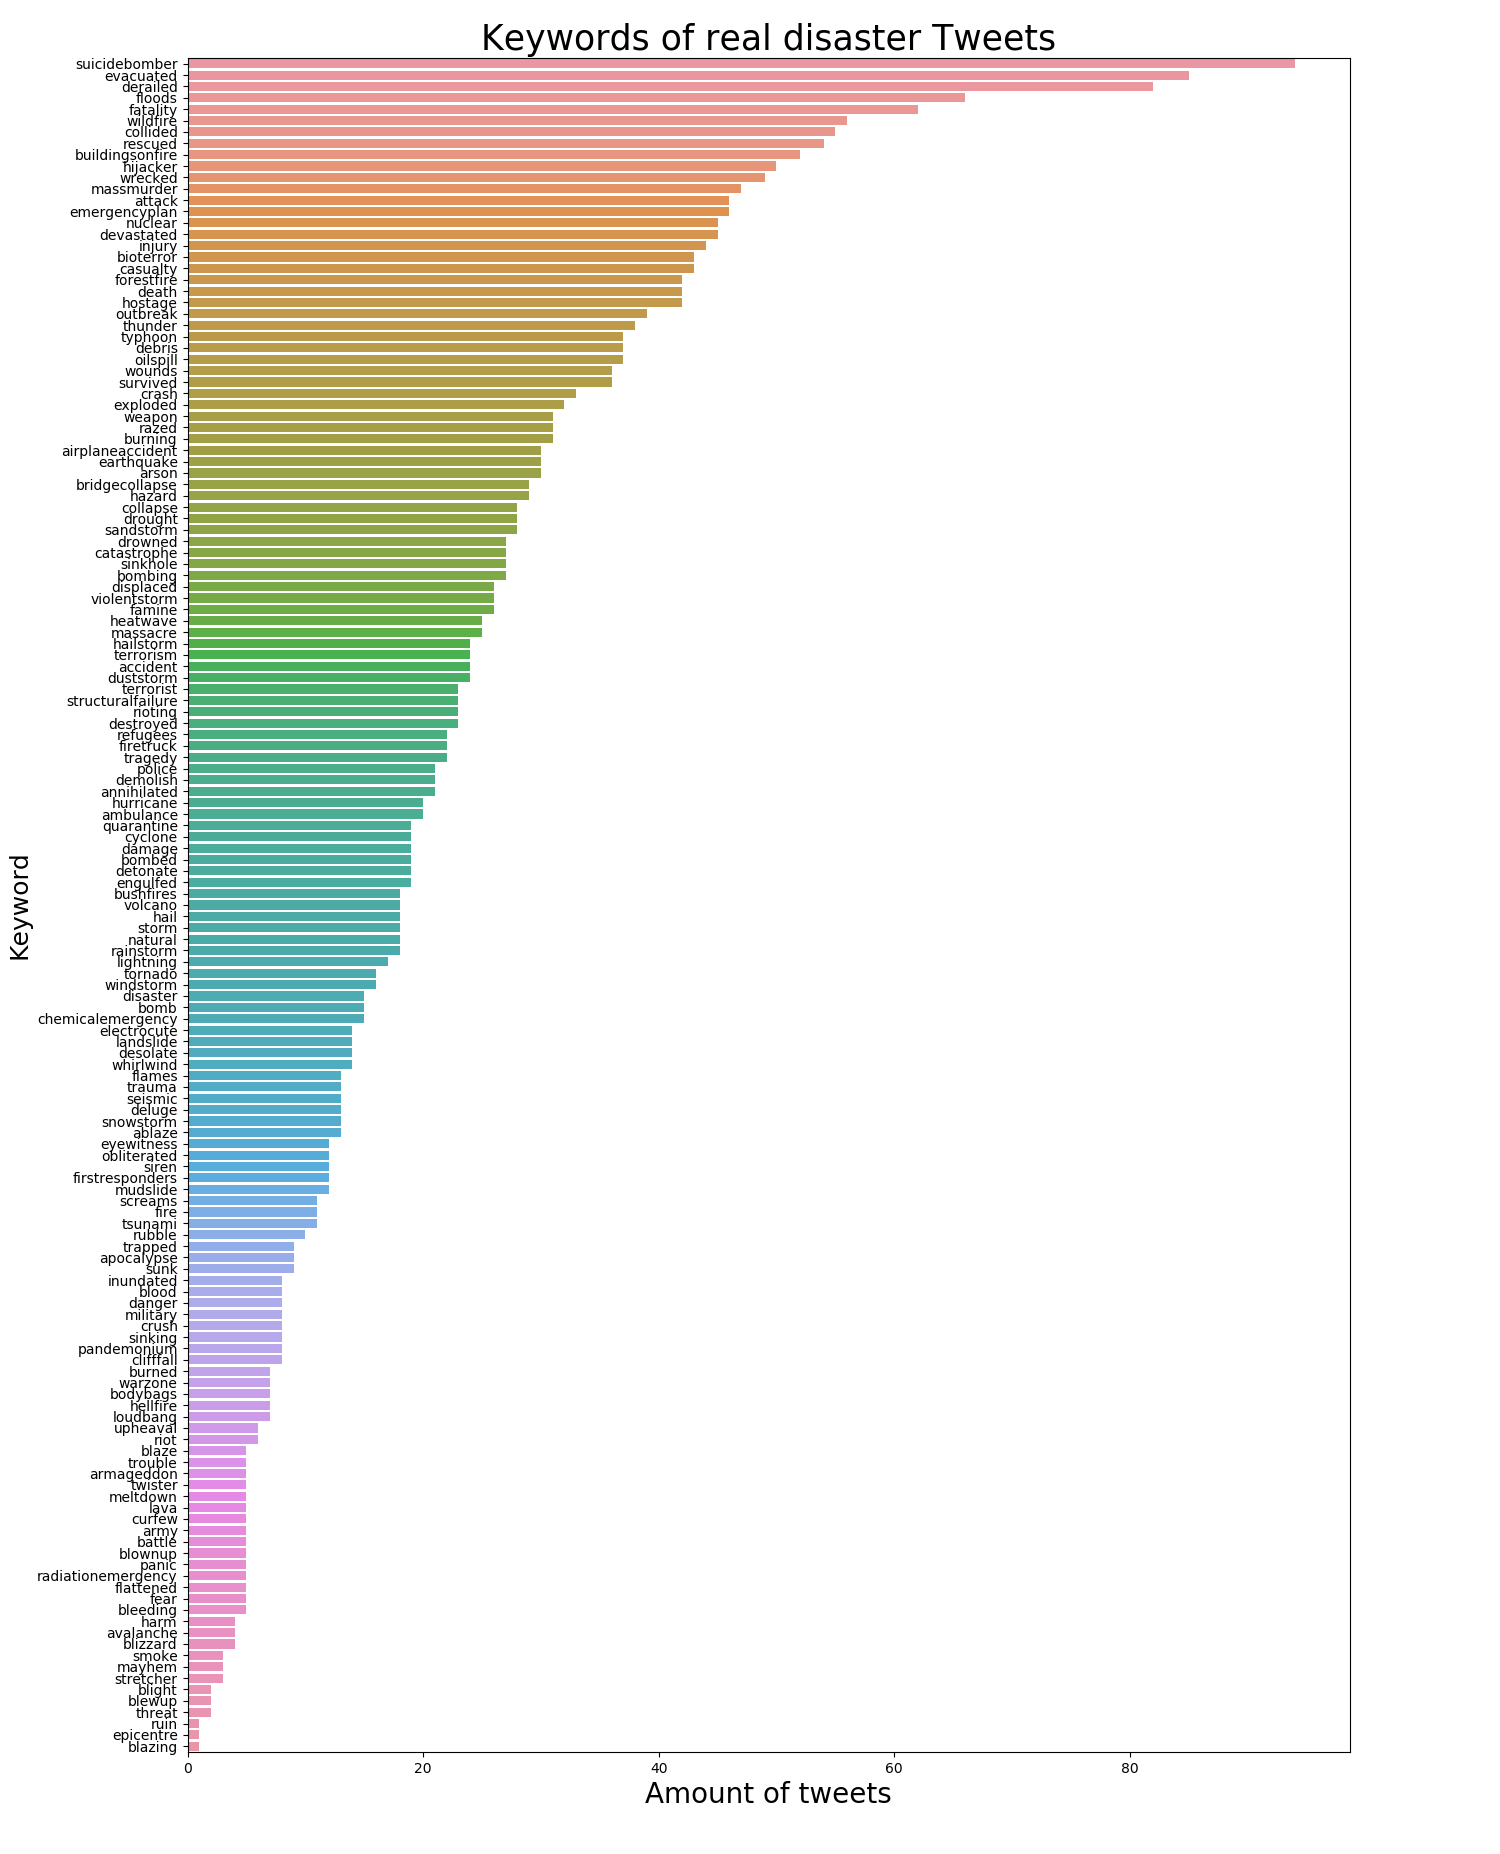 Keywords of real disaster Tweets
suicidebomber
evacuated
derailed
floods
fatality
wildfire
collided
rescued
buildingsonfire
hijacker
wrecked
massmurder
attack
emergencyplan
nuclear
devastated
injury
bioterror
casualty
forestfire
death
hostage
outbreak
thunder
typhoon
debris
oilspill
wounds
survived
crash
exploded
weapon
razed
burning
airplaneaccident
earthquake
arson
bridgecollapse
hazard
collapse
drought
sandstorm
drowned
catastrophe
sinkhole
bombing
displaced
violentstorm
famine
heatwave
massacre
hailstorm
terrorism
accident
duststorm
terrorist
structuralfailure
rioting
destroyed
refugees
firetruck
tragedy
police
demolish
annihilated
hurricane
ambulance
quarantine
cyclone
damage
bombed
detonate
engulfed
bushfires
volcano
hail
storm
natural
rainstorm
lightning
tornado
windstorm
disaster
bomb
chemicalemergency
electrocute
landslide
desolate
whirlwind
flames
trauma
seismic
deluge
snowstorm
ablaze
eyewitness
obliterated
siren
firstresponders
mudslide
screams
fire
tsunami
rubble
trapped
apocalypse
sunk
inundated
blood
danger
military
crush
sinking
pandemonium
clifffall
burned
warzone
bodybags
hellfire
loudbang
upheaval
riot
blaze
trouble
armageddon
twister
meltdown
lava
curfew
army
battle
blownup
panic
radiationemergency
flattened
fear
bleeding
harm
avalanche
blizzard
smoke
mayhem
stretcher
blight
blewup
threat
ruin
epicentre
blazing
Keyword
0 20 40 60 80
Amount of tweets